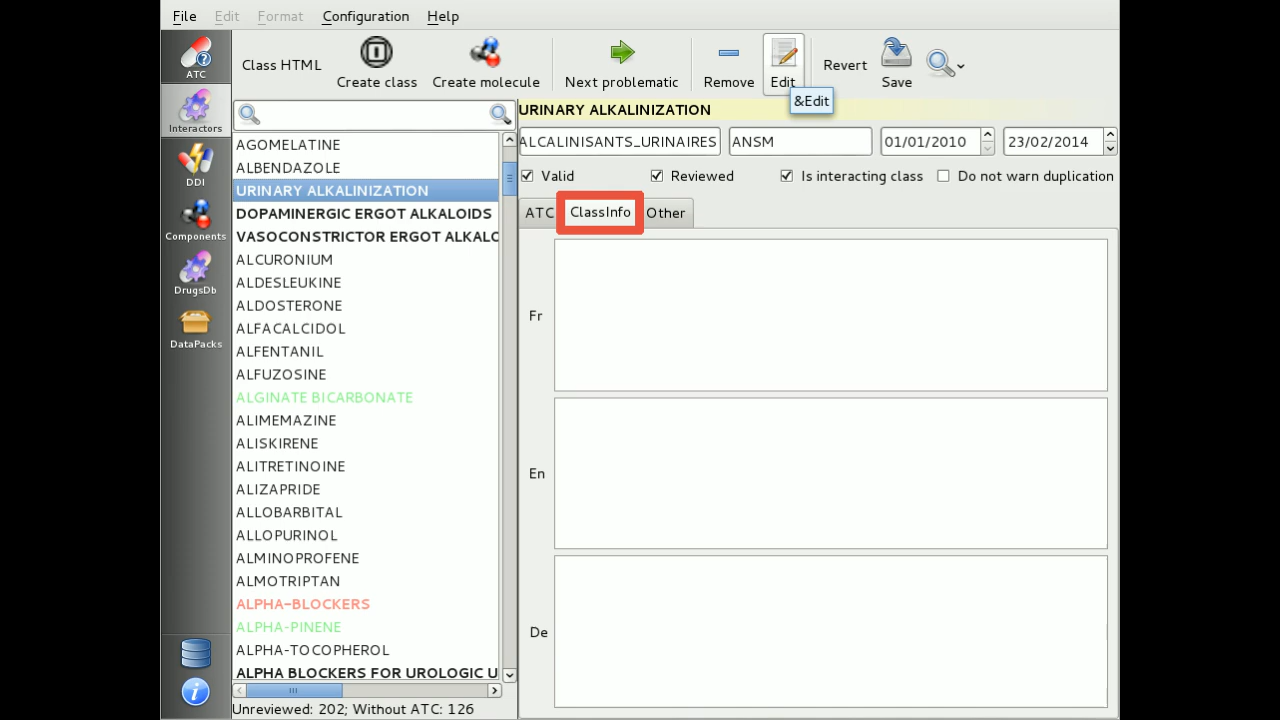 File Edit Format Configuration Help
ATC
Interactors
DDI
Components
DrugsDb
DataPacks
Class HTML
Create class
Create molecule
Next problematic
Remove
Edit
Revert
Save
&Edit
AGOMELATINE
ALBENDAZOLE
URINARY ALKALINIZATION
DOPAMINERGIC ERGOT ALKALOIDS
VASOCONSTRICTOR ERGOT ALKALC
ALCURONIUM
ALDESLEUKINE
ALDOSTERONE
ALFACALCIDOL
ALFENTANIL
ALFUZOSINE
ALGINATE BICARBONATE
ALIMEMAZINE
ALISKIRENE
ALITRETINOINE
ALIZAPRIDE
ALLOBARBITAL
ALLOPURINOL
ALMINOPROFENE
ALMOTRIPTAN
ALPHA-BLOCKERS
ALPHA-PINENE
ALPHA-TOCOPHEROL
ALPHA BLOCKERS FOR UROLOGIC U
Unreviewed: 202; Without ATC: 126
URINARY ALKALINIZATION
ALCALINISANTS_URINAIRES ANSM 01/01/2010 23/02/2014
Valid Reviewed Is interacting class Do not warn duplication
ATC ClassInfo Other
Fr
En
De